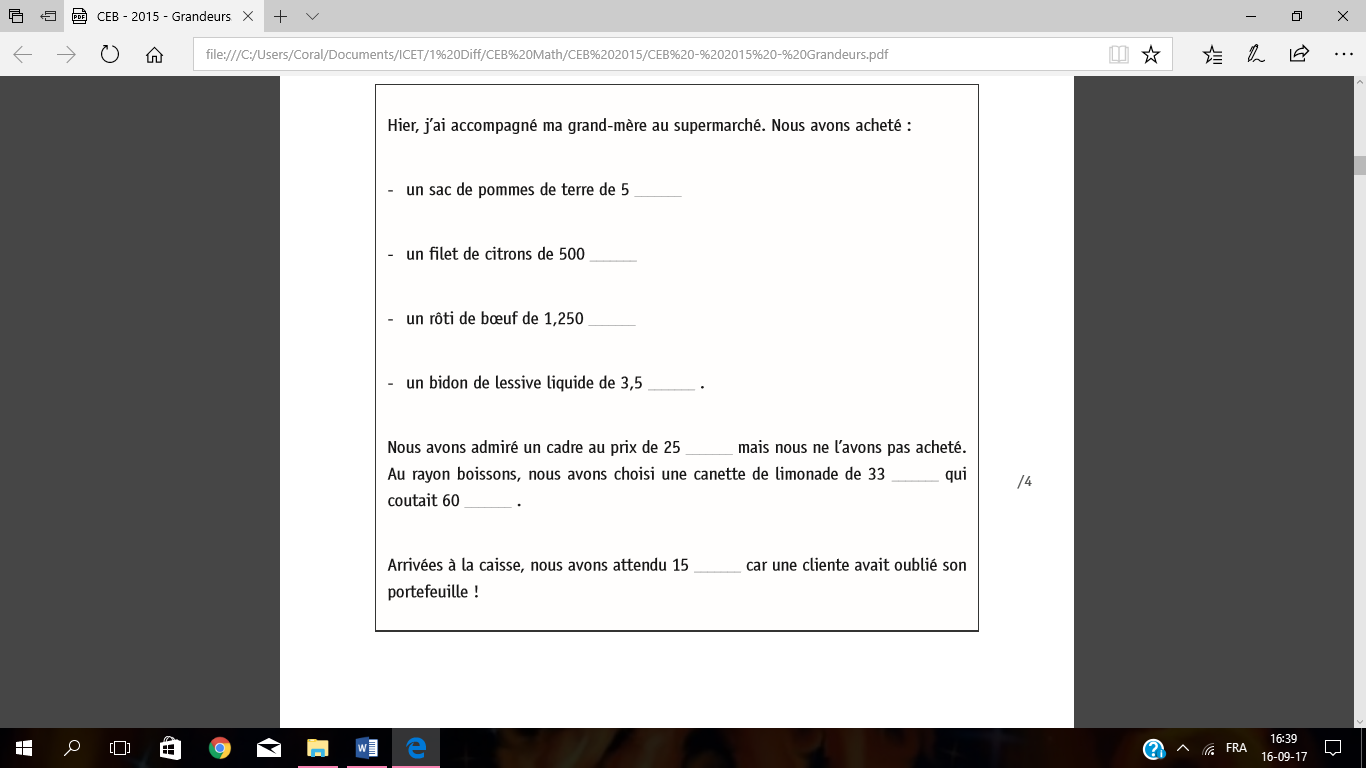 CEB - 2015 - Grandeurs
file:///C:/Users/Coral/Documents/ICET/1%20Diff/CEB%20Math/CEB%202015/CEB%20-%202015%20-%20Grandeurs.pdf
Hier, j’ai accompagné ma grand-mère au supermarché. Nous avons acheté :
- un sac de pommes de terre de 5 ______
- un filet de citrons de 500 ______
- un rôti de bœuf de 1,250 ______
- un bidon de lessive liquide de 3,5 ______ .
Nous avons admiré un cadre au prix de 25 ______ mais nous ne l’avons pas acheté.
Au rayon boissons, nous avons choisi une canette de limonade de 33 ______ qui
coutait 60 ______ .
/4
Arrivées à la caisse, nous avons attendu 15 ______ car une cliente avait oublié son
portefeuille !
FRA
16:39
16-09-17